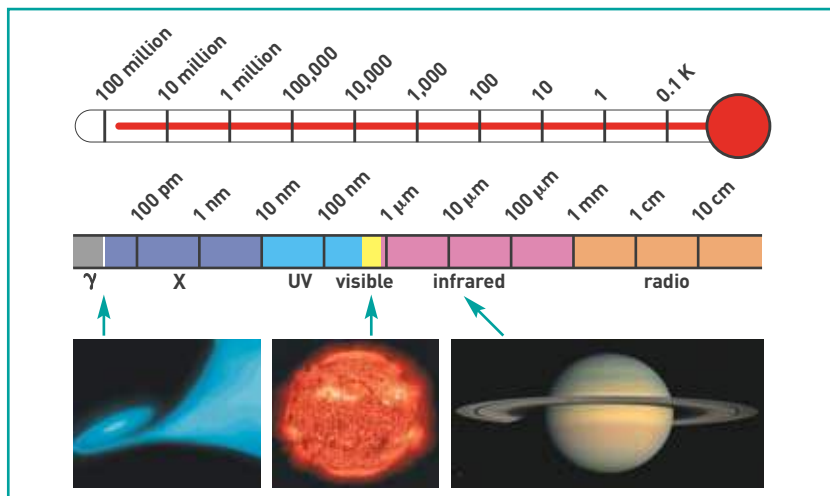 100 million 10 million 1 million 100,000 10,000 1,000 100 10 1 0.1 K
100 pm 1 nm 10 nm 100 nm 1 μm 10 μm 100 μm 1 mm 1 cm 10 cm
γ X UV visible infrared radio